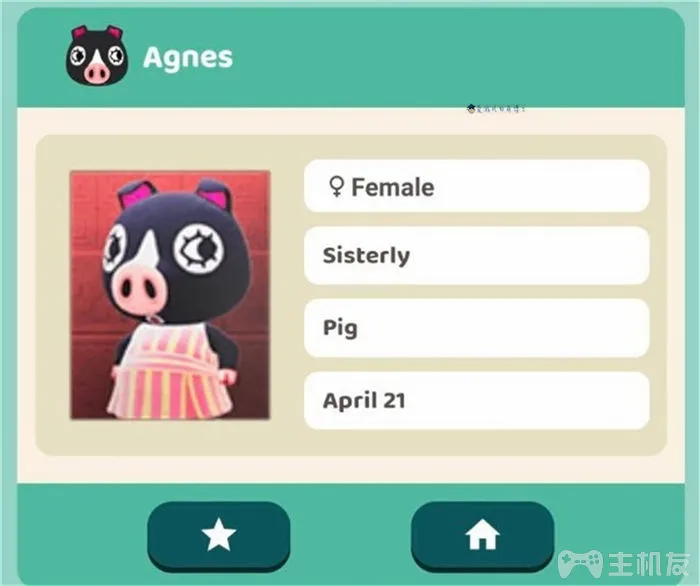 Agnes
♀ Female
Sisterly
Pig
April 21
主机友